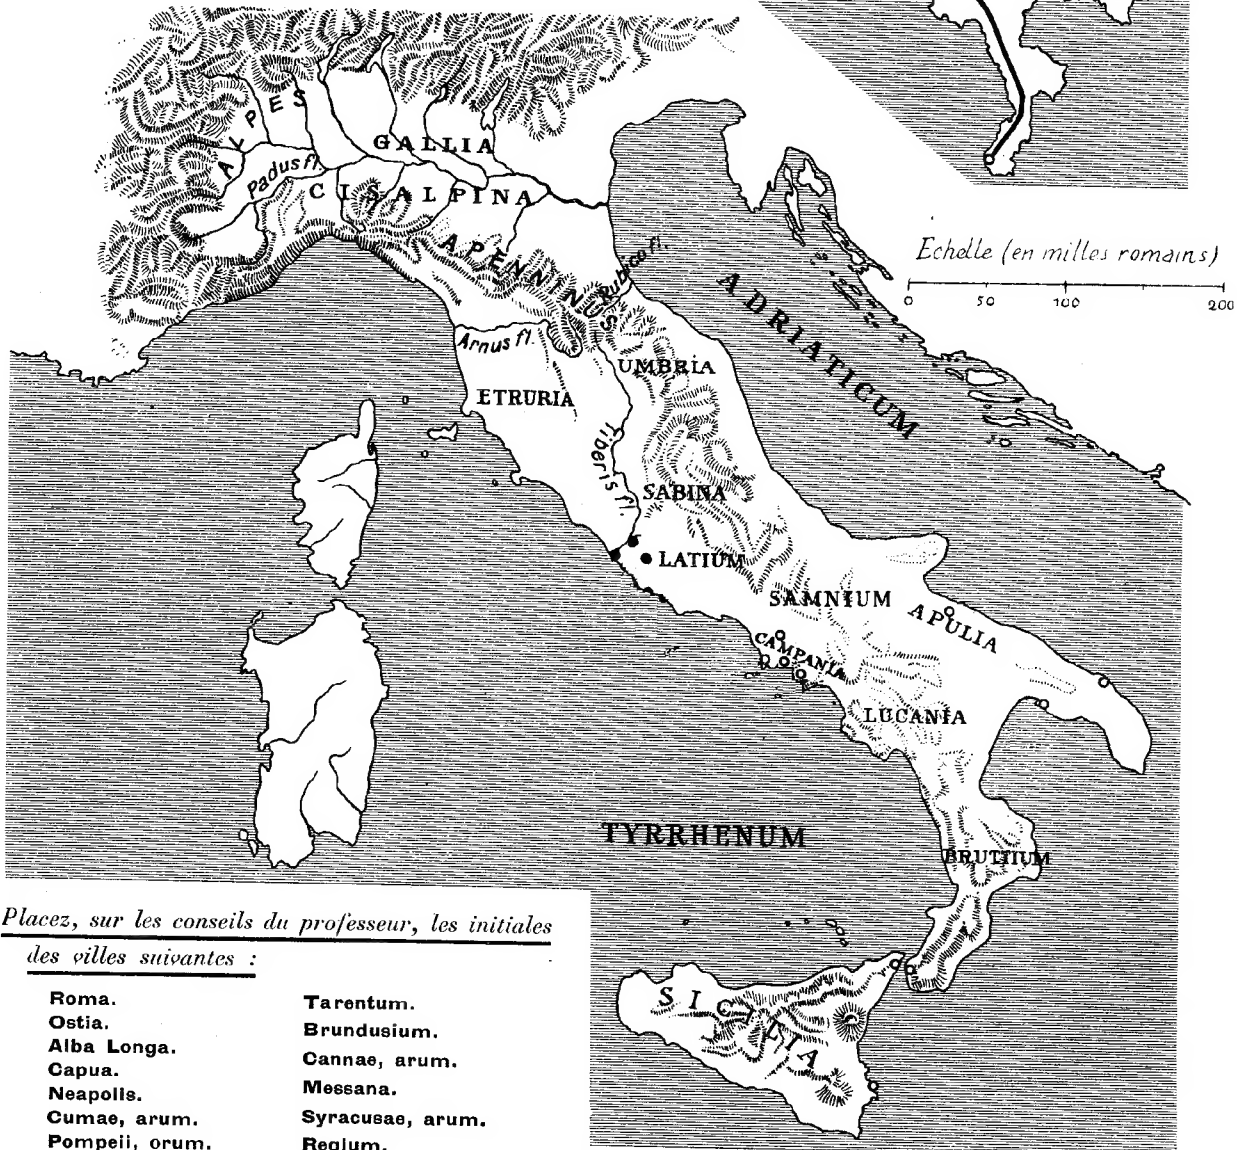 ALPES
GALLIA
Padus fl.
CISALPINA
APENNINUS
Rubico fl.
Echelle (en milles romains)
0 50 100 200
ADRIATICUM
Arnus fl.
UMBRIA
ETRURIA
Tiberis fl.
SABINA
LATIUM
SAMNIUM
APULIA
CAMPANIA
LUCANIA
TYRRHENUM
BRUTTIUM
SICILIA
Placez, sur les conseils du professeur, les initiales
des villes suivantes :
Roma.
Ostia.
Alba Longa.
Capua.
Neapolis.
Cumae, arum.
Pompeii, orum.
Tarentum.
Brundusium.
Cannae, arum.
Messana.
Syracusae, arum.
Regium.